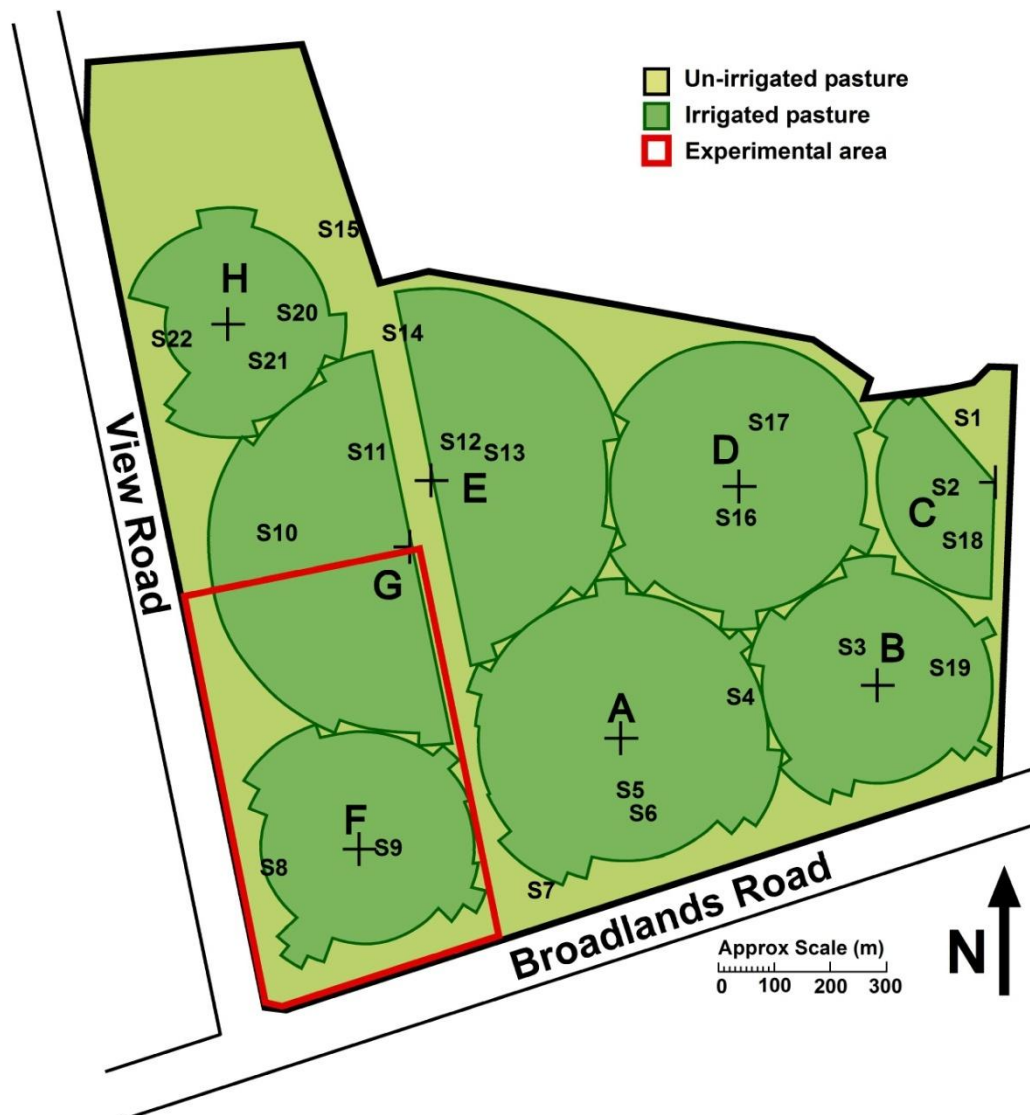 Un-irrigated pasture
Irrigated pasture
Experimental area
S15
H
S20
S22
S21
S14
S1
View Road
S11
S12
S13
E
D
S17
S16
C
S2
S18
S10
G
S3
B
S19
S4
A
S5
S6
F
S9
S8
S7
Broadlands Road
Approx Scale (m)
0 100 200 300
N